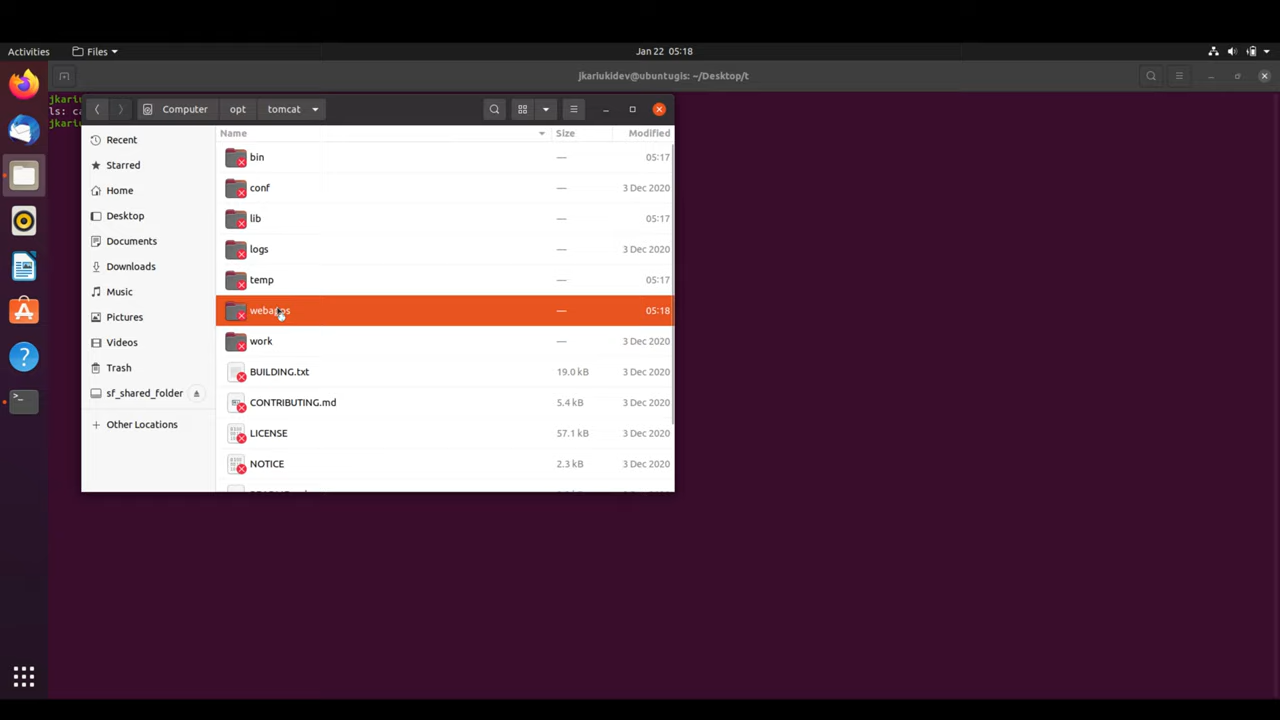 Activities Files Jan 22 05:18
jkariukidev@ubuntugis: ~/Desktop/t
jkariu
ls: ca
jkariu
Computer opt tomcat
Name Size Modified
Recent
Starred
Home
Desktop
Documents
Downloads
Music
Pictures
Videos
Trash
sf_shared_folder
+ Other Locations
bin — 05:17
conf — 3 Dec 2020
lib — 05:17
logs — 3 Dec 2020
temp — 05:17
webapps — 05:18
work — 3 Dec 2020
BUILDING.txt 19.0 kB 3 Dec 2020
CONTRIBUTING.md 5.4 kB 3 Dec 2020
LICENSE 57.1 kB 3 Dec 2020
NOTICE 2.3 kB 3 Dec 2020